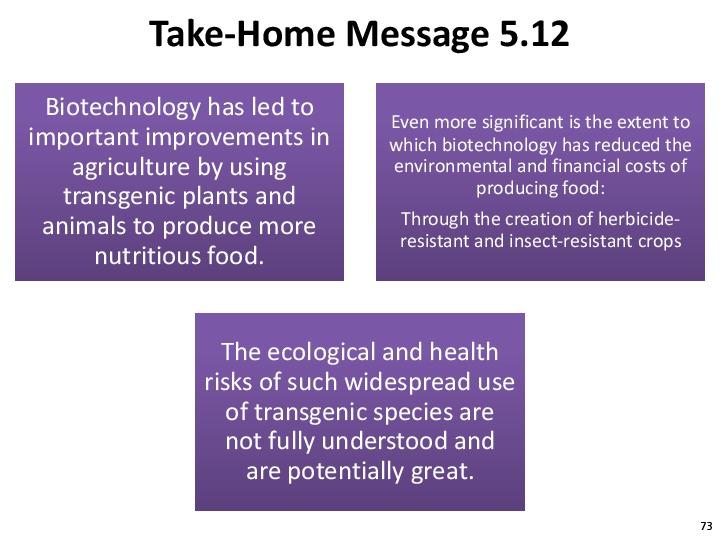 Take-Home Message 5.12
Biotechnology has led to
important improvements in
agriculture by using
transgenic plants and
animals to produce more
nutritious food.
Even more significant is the extent to
which biotechnology has reduced the
environmental and financial costs of
producing food:
Through the creation of herbicide-
resistant and insect-resistant crops
The ecological and health
risks of such widespread use
of transgenic species are
not fully understood and
are potentially great.
73